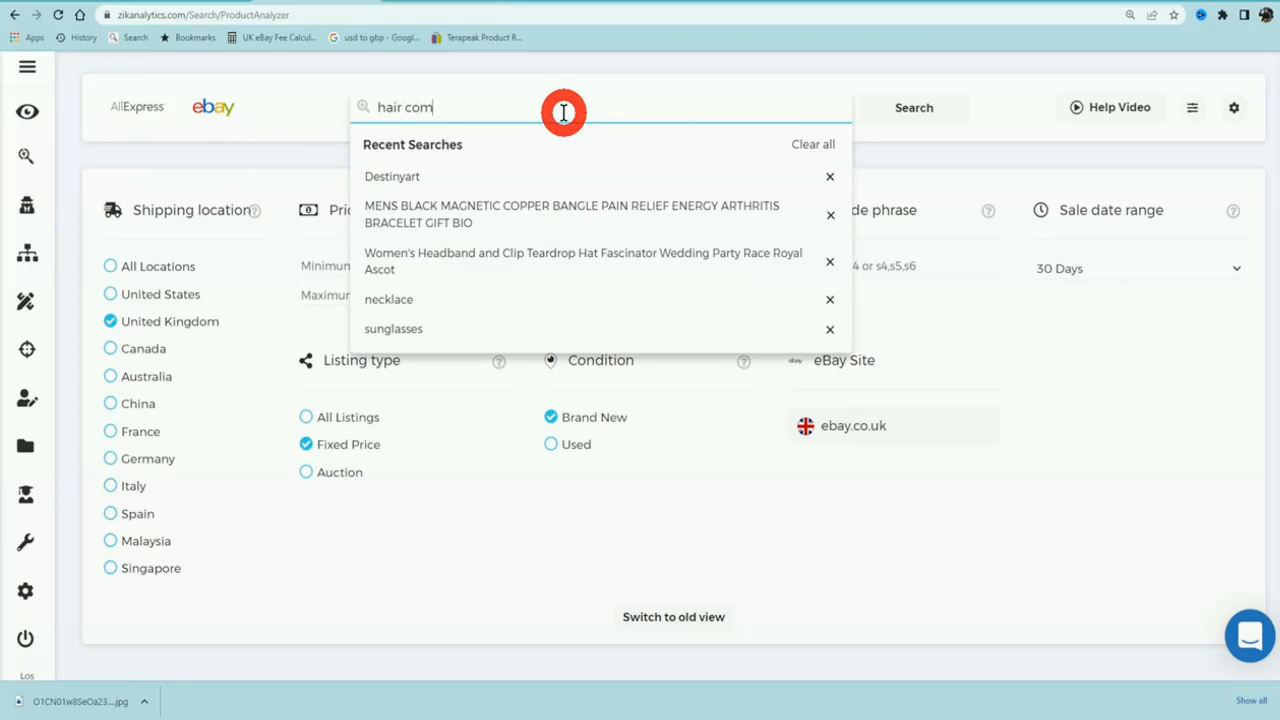 zikanalytics.com/Search/ProductAnalyzer
Apps
History
Search
Bookmarks
UK eBay Fee Calcul...
usd to gbp - Googl...
Terapeak Product R...
AliExpress
ebay
hair com
Search
Help Video
Recent Searches
Clear all
Destinyart
MENS BLACK MAGNETIC COPPER BANGLE PAIN RELIEF ENERGY ARTHRITIS
BRACELET GIFT BIO
Women's Headband and Clip Teardrop Hat Fascinator Wedding Party Race Royal
Ascot
necklace
sunglasses
Shipping location
Pric
de phrase
Sale date range
All Locations
United States
United Kingdom
Canada
Australia
China
France
Germany
Italy
Spain
Malaysia
Singapore
Minimum
Maximum
4 or s4,s5,s6
30 Days
Listing type
Condition
ebay
eBay Site
All Listings
Fixed Price
Auction
Brand New
Used
ebay.co.uk
Switch to old view
Los
O1CN01w8SeOa23....jpg
Show all